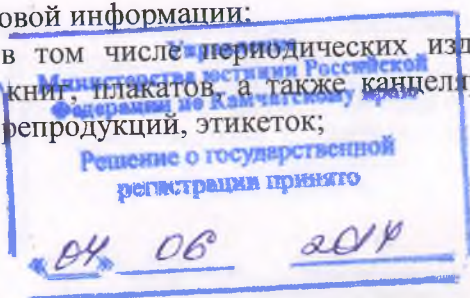 овой информации;
в том числе периодических изд
книг, плакатов, а также канцеля
репродукций, этикеток;
Управление
Министерства юстиции Российской
Федерации по Камчатскому краю
Решение о государственной
регистрации принято
«04» 06 2014